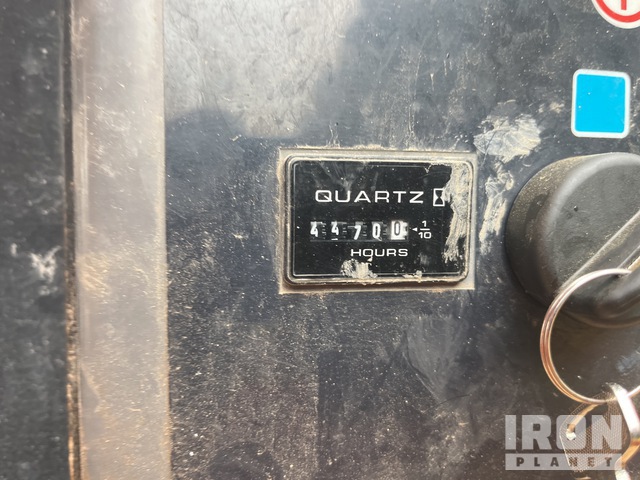 QUARTZ
44700 ◄ 1/10
HOURS
IRON
PLANET